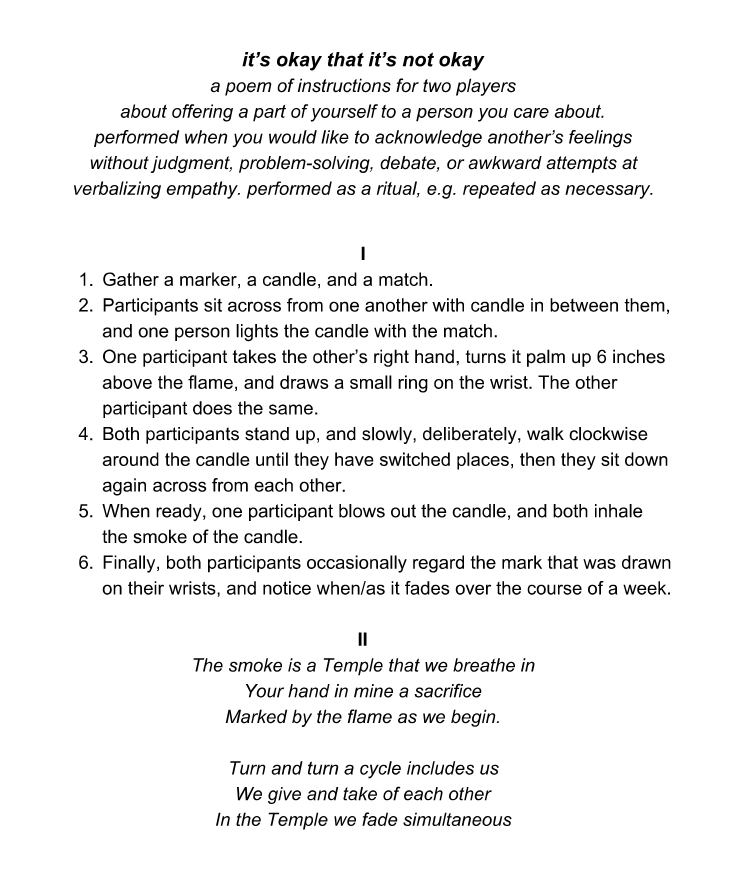 it’s okay that it’s not okay
a poem of instructions for two players
about offering a part of yourself to a person you care about.
performed when you would like to acknowledge another’s feelings
without judgment, problem-solving, debate, or awkward attempts at
verbalizing empathy. performed as a ritual, e.g. repeated as necessary.
I
1. Gather a marker, a candle, and a match.
2. Participants sit across from one another with candle in between them,
and one person lights the candle with the match.
3. One participant takes the other’s right hand, turns it palm up 6 inches
above the flame, and draws a small ring on the wrist. The other
participant does the same.
4. Both participants stand up, and slowly, deliberately, walk clockwise
around the candle until they have switched places, then they sit down
again across from each other.
5. When ready, one participant blows out the candle, and both inhale
the smoke of the candle.
6. Finally, both participants occasionally regard the mark that was drawn
on their wrists, and notice when/as it fades over the course of a week.
II
The smoke is a Temple that we breathe in
Your hand in mine a sacrifice
Marked by the flame as we begin.
Turn and turn a cycle includes us
We give and take of each other
In the Temple we fade simultaneous